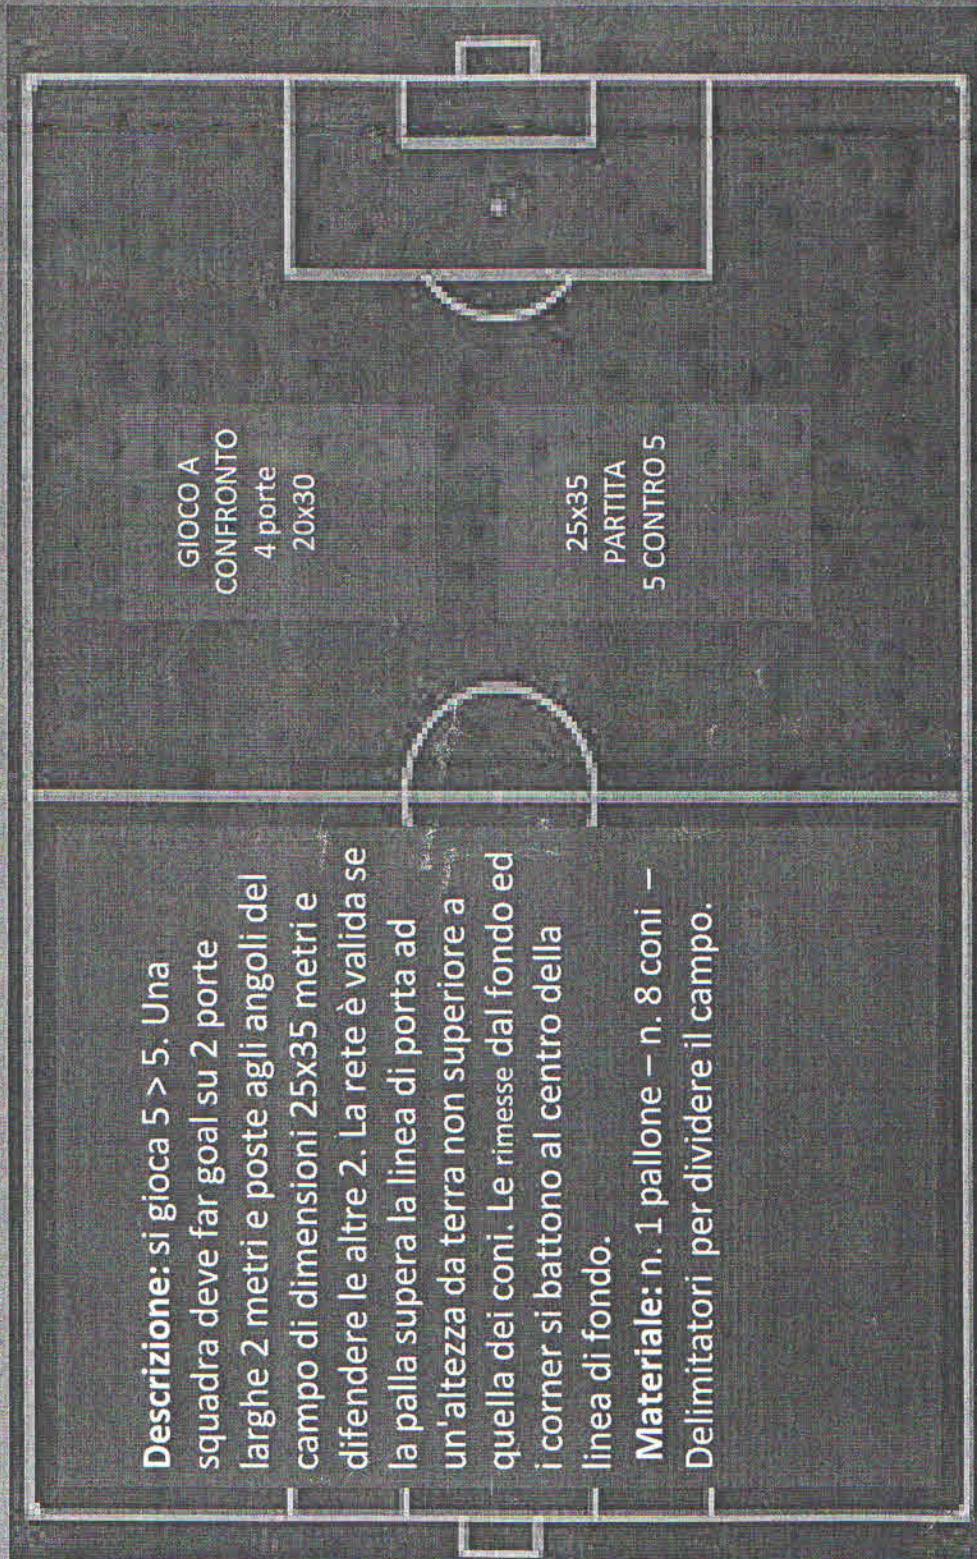 Descrizione: si gioca 5 > 5. Una
squadra deve far goal su 2 porte
larghe 2 metri e poste agli angoli del
campo di dimensioni 25x35 metri e
difendere le altre 2. La rete è valida se
la palla supera la linea di porta ad
un'altezza da terra non superiore a
quella dei coni. Le rimesse dal fondo ed
i corner si battono al centro della
linea di fondo.
Materiale: n. 1 pallone – n. 8 coni –
Delimitatori per dividere il campo.
GIOCO A
CONFRONTO
4 porte
20x30
25x35
PARTITA
5 CONTRO 5